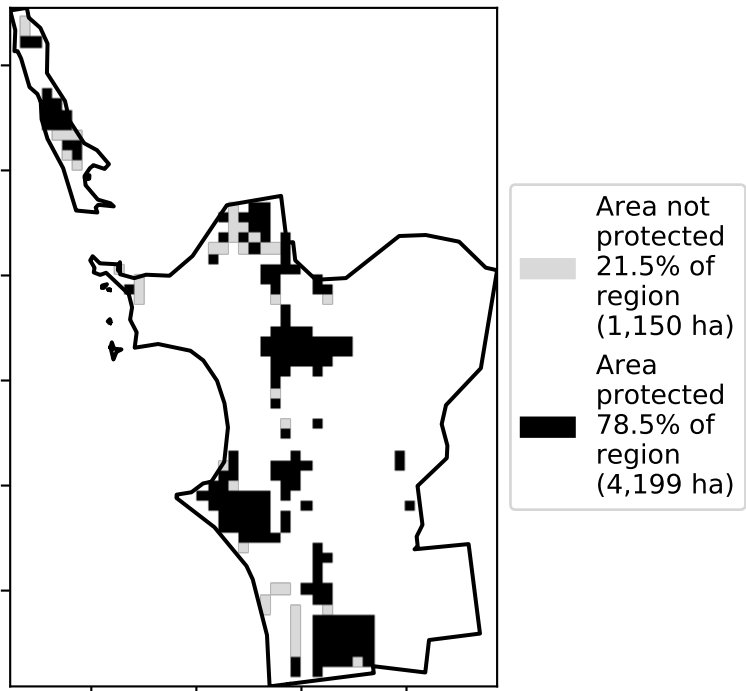 Area not
protected
21.5% of
region
(1,150 ha)
Area
protected
78.5% of
region
(4,199 ha)